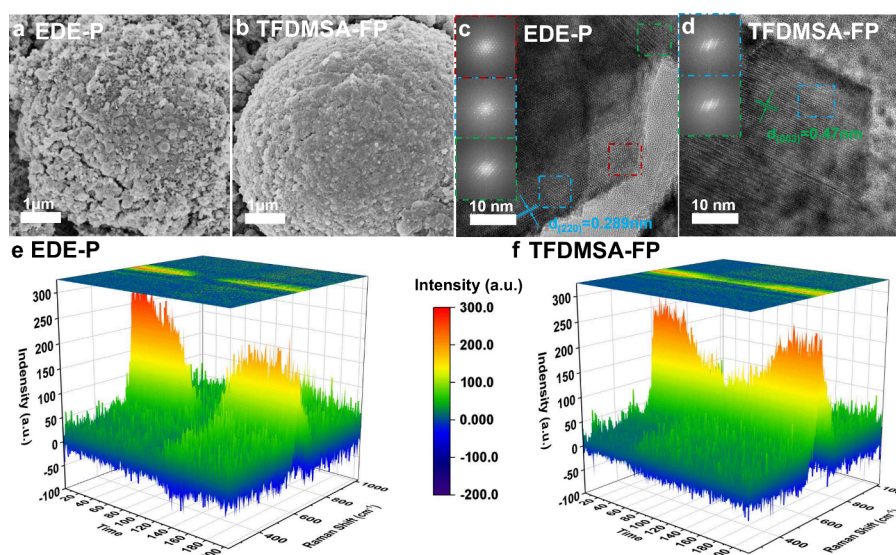 a EDE-P
1µm
b TFDMSA-FP
1µm
c EDE-P
10 nm
d(220)=0.289nm
d TFDMSA-FP
10 nm
=0.47nm
e EDE-P
Indensity (a.u.)
300
250
200
150
100
50
0
-50
-100
20
40
60
80
100
120
140
160
180
Time
400
600
800
1000
Raman Shift (cm-1)
Intensity (a.u.)
300.0
200.0
100.0
0.000
-100.0
-200.0
f TFDMSA-FP
Indensity (a.u.)
300
250
200
150
100
50
0
-50
-100
20
40
60
80
100
120
140
160
180
Time
400
600
800
1000
Raman Shift (cm-1)